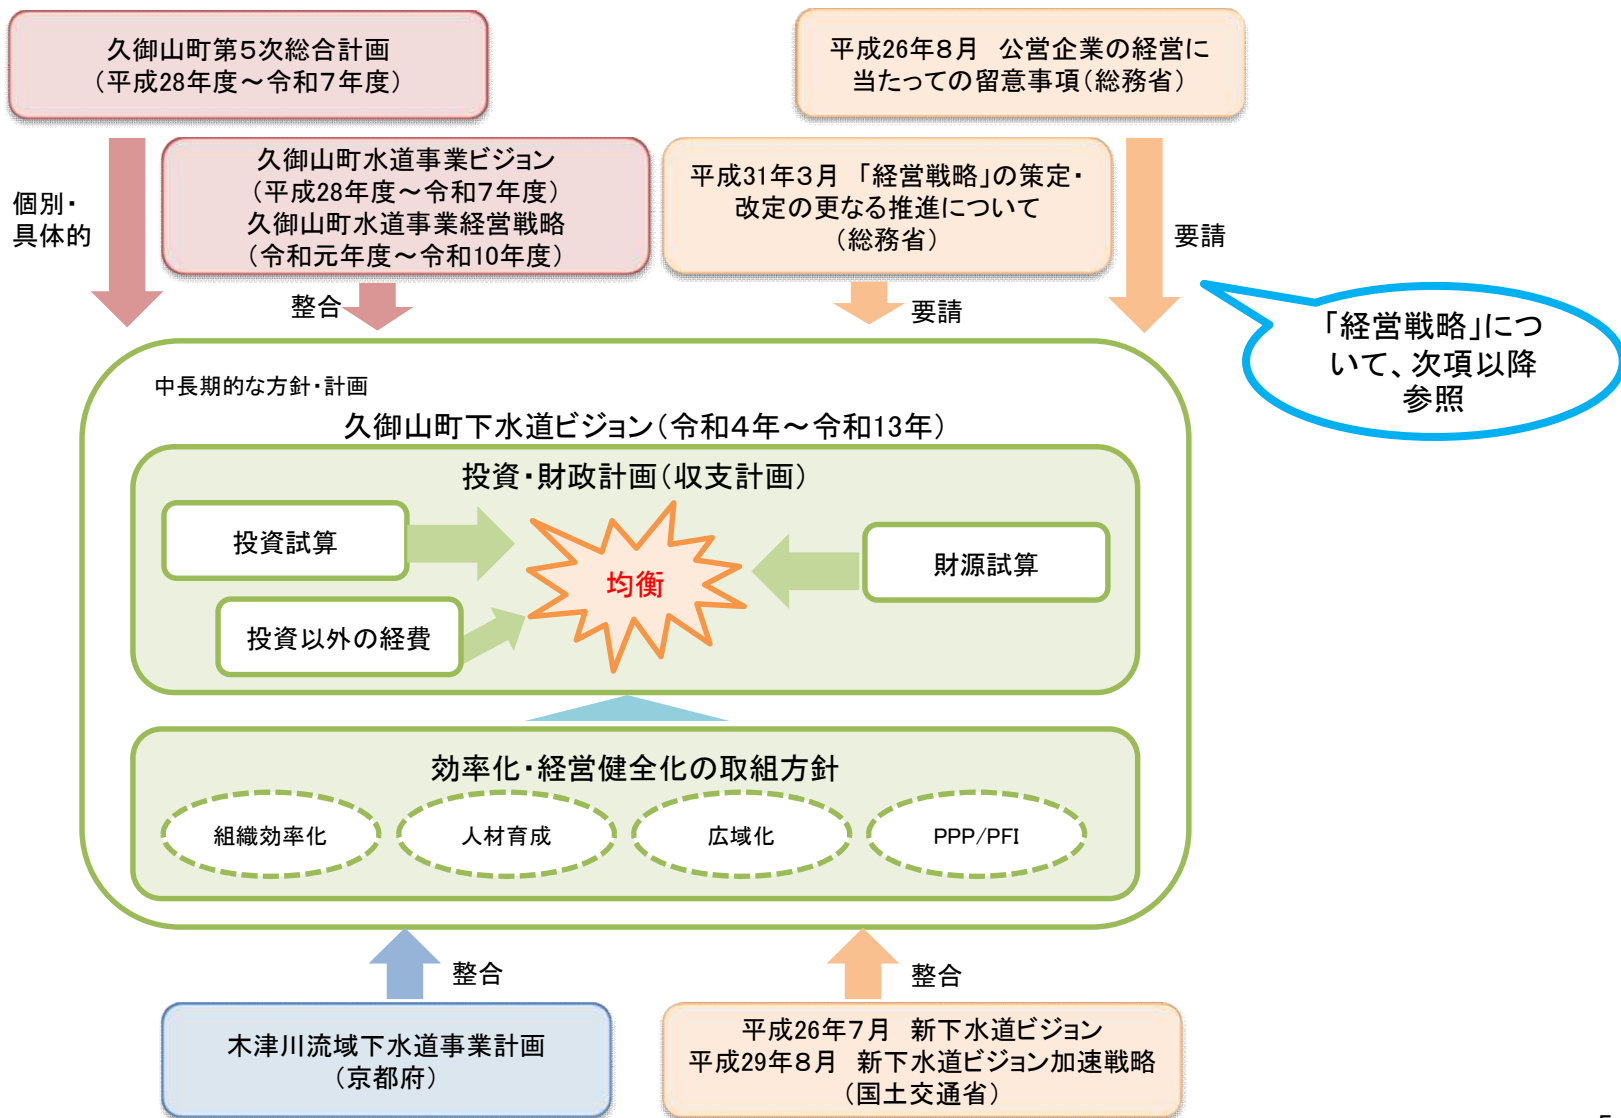 久御山町第5次総合計画
（平成28年度～令和7年度）
平成26年8月　公営企業の経営に
当たっての留意事項（総務省）
個別・
具体的
久御山町水道事業ビジョン
（平成28年度～令和7年度）
久御山町水道事業経営戦略
（令和元年度～令和10年度）
平成31年3月　「経営戦略」の策定・
改定の更なる推進について
（総務省）
要請
整合
要請
「経営戦略」につ
いて、次項以降
参照
中長期的な方針・計画
久御山町下水道ビジョン（令和4年～令和13年）
投資・財政計画（収支計画）
投資試算
均衡
財源試算
投資以外の経費
効率化・経営健全化の取組方針
組織効率化
人材育成
広域化
PPP/PFI
整合
整合
木津川流域下水道事業計画
（京都府）
平成26年7月　新下水道ビジョン
平成29年8月　新下水道ビジョン加速戦略
（国土交通省）